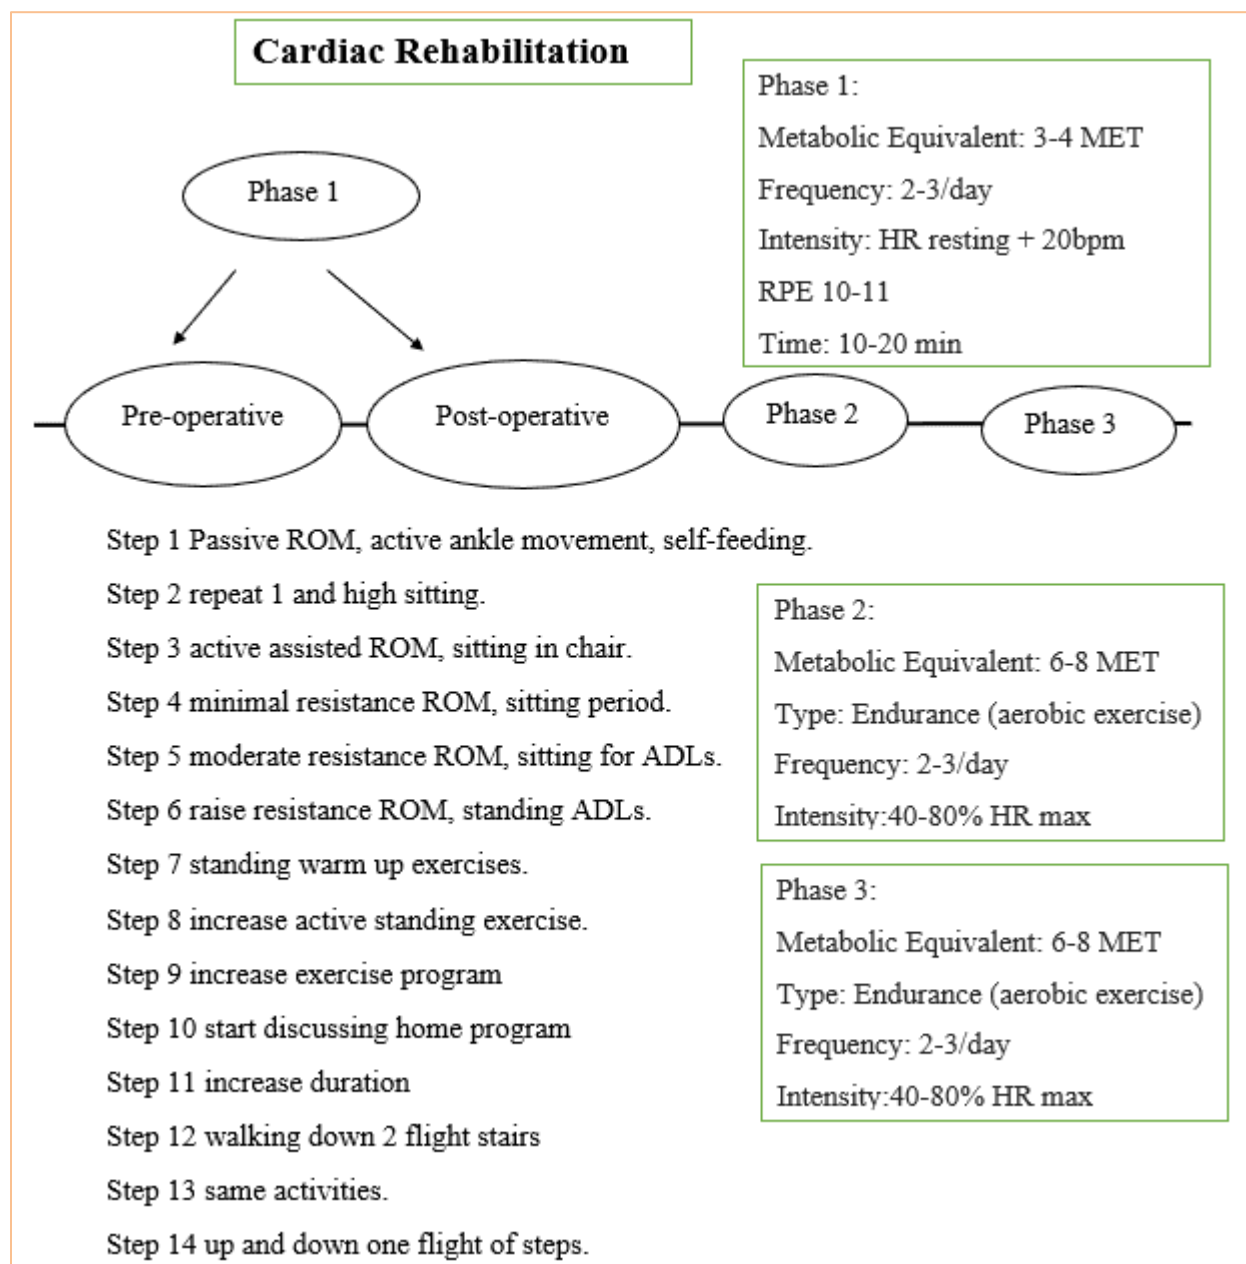 Cardiac Rehabilitation
Phase 1:
Metabolic Equivalent: 3-4 MET
Frequency: 2-3/day
Intensity: HR resting + 20bpm
RPE 10-11
Time: 10-20 min
Phase 1
Pre-operative
Post-operative
Phase 2
Phase 3
Step 1 Passive ROM, active ankle movement, self-feeding.
Step 2 repeat 1 and high sitting.
Step 3 active assisted ROM, sitting in chair.
Step 4 minimal resistance ROM, sitting period.
Step 5 moderate resistance ROM, sitting for ADLs.
Step 6 raise resistance ROM, standing ADLs.
Step 7 standing warm up exercises.
Step 8 increase active standing exercise.
Step 9 increase exercise program
Step 10 start discussing home program
Step 11 increase duration
Step 12 walking down 2 flight stairs
Step 13 same activities.
Step 14 up and down one flight of steps.
Phase 2:
Metabolic Equivalent: 6-8 MET
Type: Endurance (aerobic exercise)
Frequency: 2-3/day
Intensity:40-80% HR max
Phase 3:
Metabolic Equivalent: 6-8 MET
Type: Endurance (aerobic exercise)
Frequency: 2-3/day
Intensity:40-80% HR max